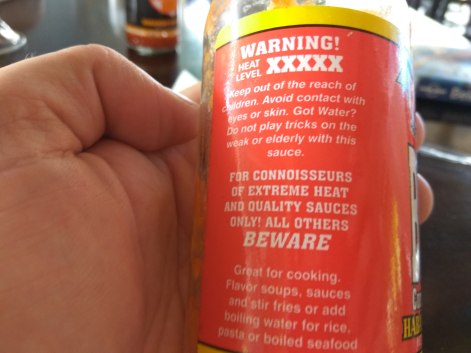 WARNING!
HEAT
LEVEL XXXXX
Keep out of the reach of
children. Avoid contact with
eyes or skin. Got Water?
Do not play tricks on the
weak or elderly with this
sauce.
FOR CONNOISSEURS
OF EXTREME HEAT
AND QUALITY SAUCES
ONLY! ALL OTHERS
BEWARE
Great for cooking.
Flavor soups, sauces
and stir fries or add
boiling water for rice,
pasta or boiled seafood